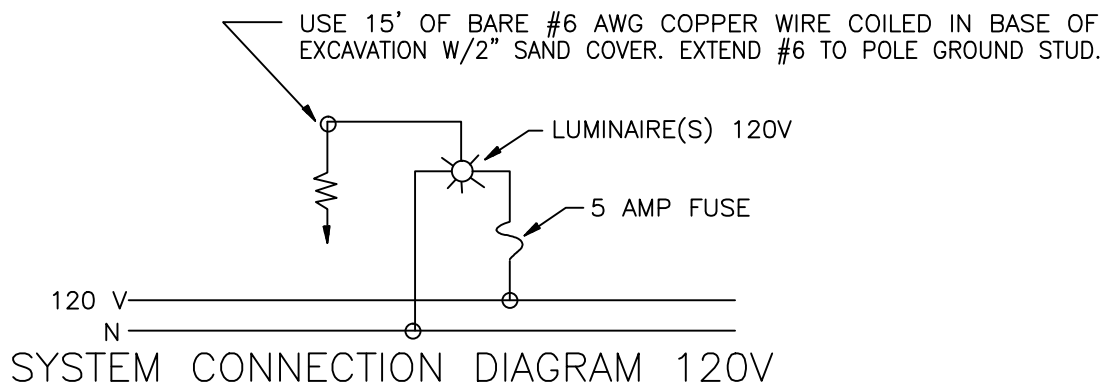 USE 15' OF BARE #6 AWG COPPER WIRE COILED IN BASE OF
EXCAVATION W/2" SAND COVER. EXTEND #6 TO POLE GROUND STUD.
LUMINAIRE(S) 120V
5 AMP FUSE
120 V
N
SYSTEM CONNECTION DIAGRAM 120V